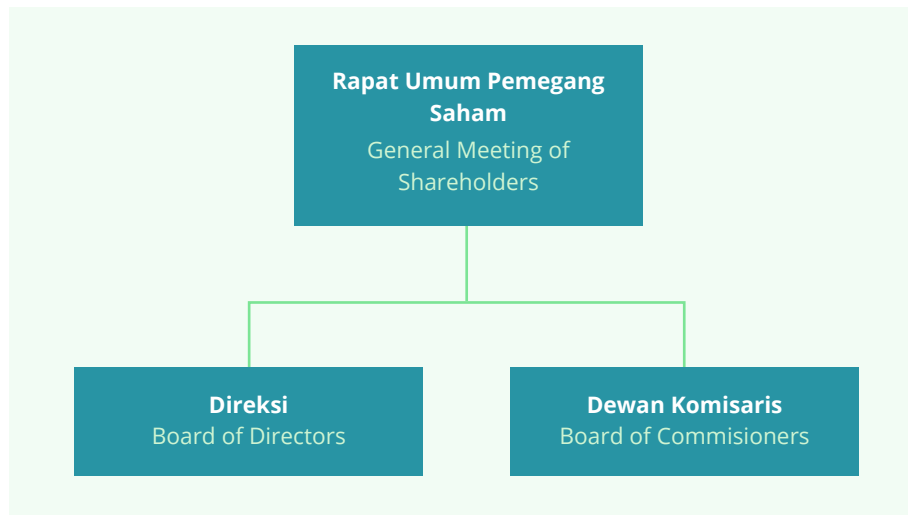 Rapat Umum Pemegang
Saham
General Meeting of
Shareholders
Direksi
Board of Directors
Dewan Komisaris
Board of Commisioners